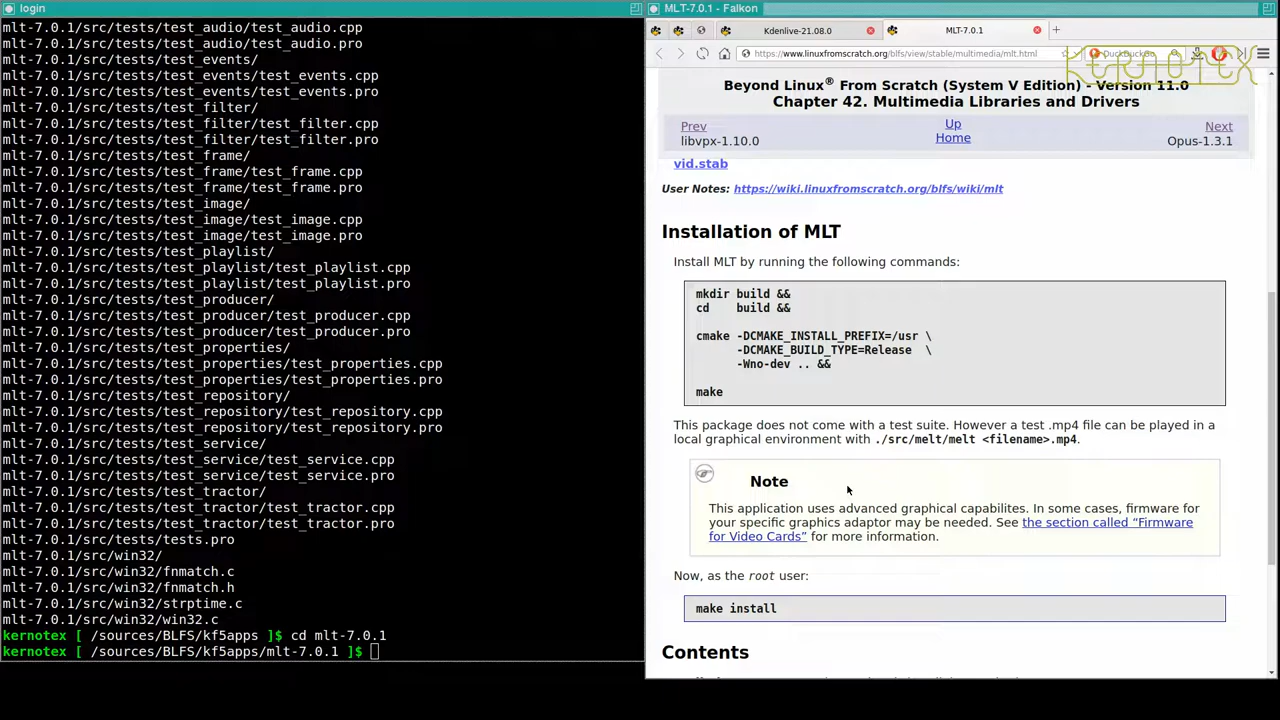 login
mlt-7.0.1/src/tests/test_audio/test_audio.cpp
mlt-7.0.1/src/tests/test_audio/test_audio.pro
mlt-7.0.1/src/tests/test_events/
mlt-7.0.1/src/tests/test_events/test_events.cpp
mlt-7.0.1/src/tests/test_events/test_events.pro
mlt-7.0.1/src/tests/test_filter/
mlt-7.0.1/src/tests/test_filter/test_filter.cpp
mlt-7.0.1/src/tests/test_filter/test_filter.pro
mlt-7.0.1/src/tests/test_frame/
mlt-7.0.1/src/tests/test_frame/test_frame.cpp
mlt-7.0.1/src/tests/test_frame/test_frame.pro
mlt-7.0.1/src/tests/test_image/
mlt-7.0.1/src/tests/test_image/test_image.cpp
mlt-7.0.1/src/tests/test_image/test_image.pro
mlt-7.0.1/src/tests/test_playlist/
mlt-7.0.1/src/tests/test_playlist/test_playlist.cpp
mlt-7.0.1/src/tests/test_playlist/test_playlist.pro
mlt-7.0.1/src/tests/test_producer/
mlt-7.0.1/src/tests/test_producer/test_producer.cpp
mlt-7.0.1/src/tests/test_producer/test_producer.pro
mlt-7.0.1/src/tests/test_properties/
mlt-7.0.1/src/tests/test_properties/test_properties.cpp
mlt-7.0.1/src/tests/test_properties/test_properties.pro
mlt-7.0.1/src/tests/test_repository/
mlt-7.0.1/src/tests/test_repository/test_repository.cpp
mlt-7.0.1/src/tests/test_repository/test_repository.pro
mlt-7.0.1/src/tests/test_service/
mlt-7.0.1/src/tests/test_service/test_service.cpp
mlt-7.0.1/src/tests/test_service/test_service.pro
mlt-7.0.1/src/tests/test_tractor/
mlt-7.0.1/src/tests/test_tractor/test_tractor.cpp
mlt-7.0.1/src/tests/test_tractor/test_tractor.pro
mlt-7.0.1/src/tests/tests.pro
mlt-7.0.1/src/win32/
mlt-7.0.1/src/win32/fnmatch.c
mlt-7.0.1/src/win32/fnmatch.h
mlt-7.0.1/src/win32/strptime.c
mlt-7.0.1/src/win32/win32.c
kernotex [ /sources/BLFS/kf5apps ]$ cd mlt-7.0.1
kernotex [ /sources/BLFS/kf5apps/mlt-7.0.1 ]$
MLT-7.0.1 - Falkon
Kdenlive-21.08.0
MLT-7.0.1
https://www.linuxfromscratch.org/blfs/view/stable/multimedia/mlt.html
DuckDuckGo
KERNOTEX
Beyond Linux® From Scratch (System V Edition) - Version 11.0
Chapter 42. Multimedia Libraries and Drivers
Prev
Up
Next
libvpx-1.10.0
Home
Opus-1.3.1
vid.stab
User Notes: https://wiki.linuxfromscratch.org/blfs/wiki/mlt
Installation of MLT
Install MLT by running the following commands:
mkdir build &&
cd    build &&
cmake -DCMAKE_INSTALL_PREFIX=/usr \
-DCMAKE_BUILD_TYPE=Release  \
-Wno-dev .. &&
make
This package does not come with a test suite. However a test .mp4 file can be played in a
local graphical environment with ./src/melt/melt <filename>.mp4.
Note
This application uses advanced graphical capabilites. In some cases, firmware for
your specific graphics adaptor may be needed. See the section called “Firmware
for Video Cards” for more information.
Now, as the root user:
make install
Contents